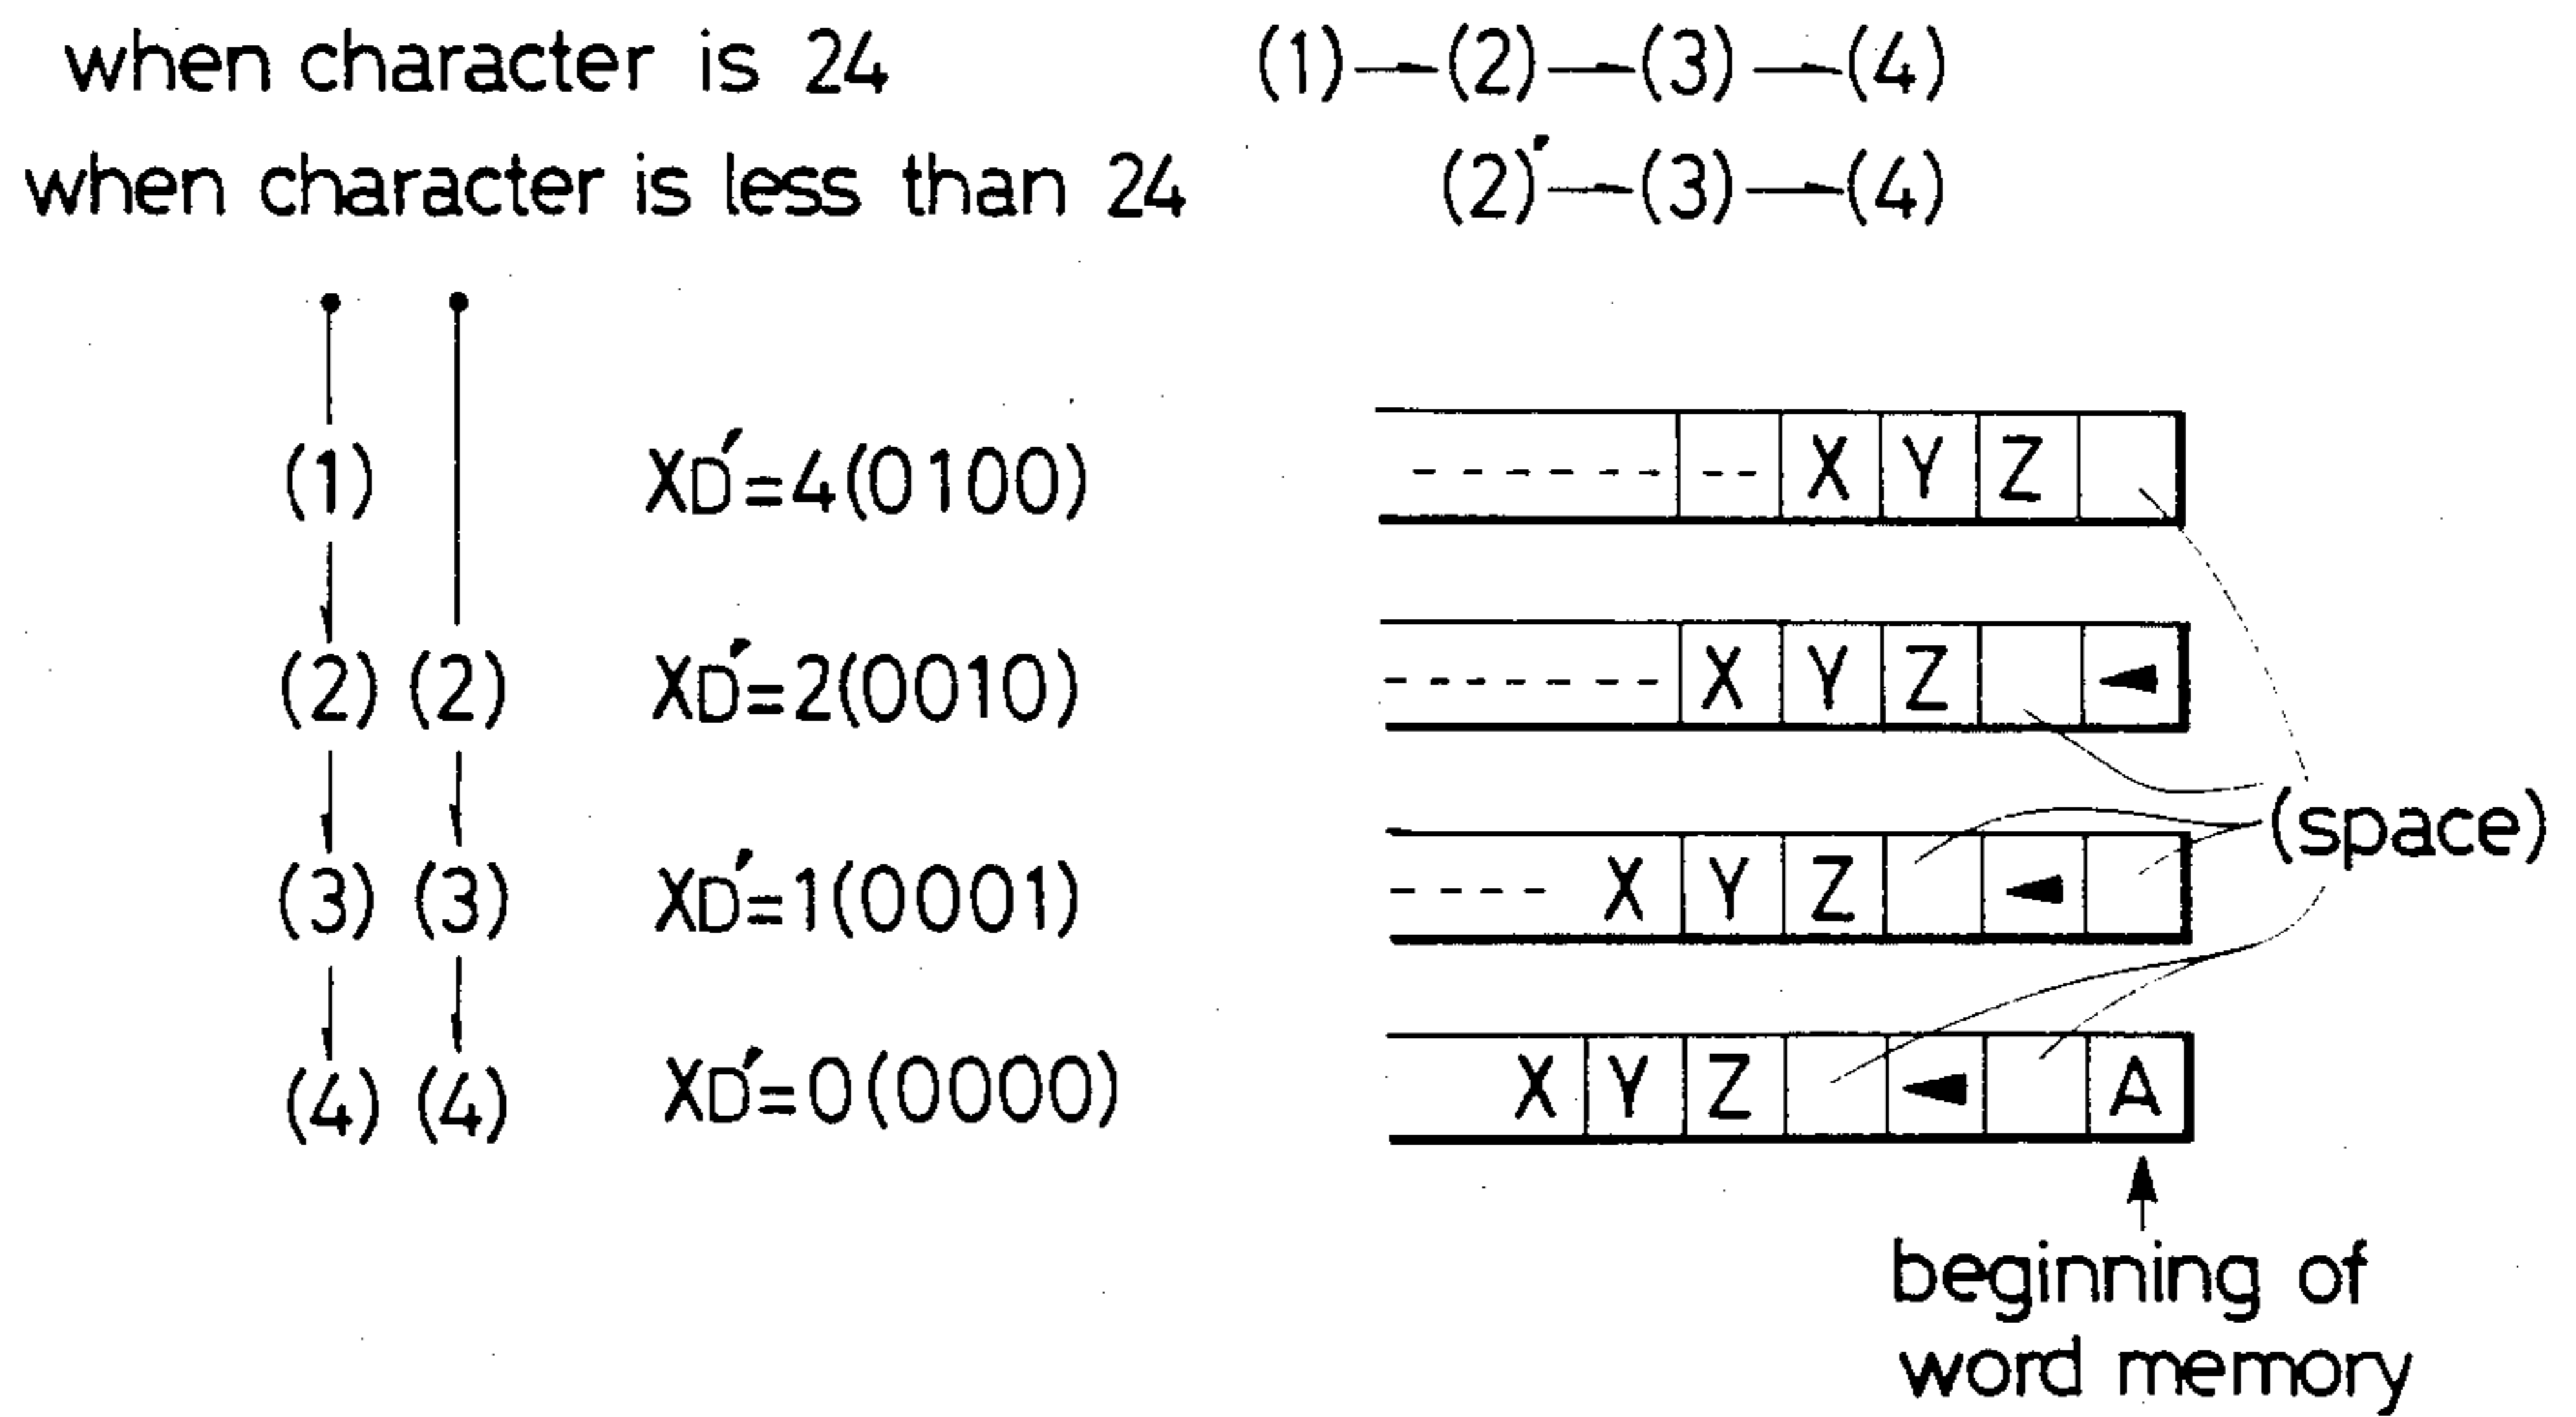 when character is 24 (1)→(2)→(3)→(4)
when character is less than 24 (2)'→(3)→(4)
(1) XD'=4(0100) X Y Z
(2) (2) XD'=2(0010) X Y Z ◀
(space)
(3) (3) XD'=1(0001) X Y Z ◀
(4) (4) XD'=0(0000) X Y Z ◀ A
beginning of
word memory